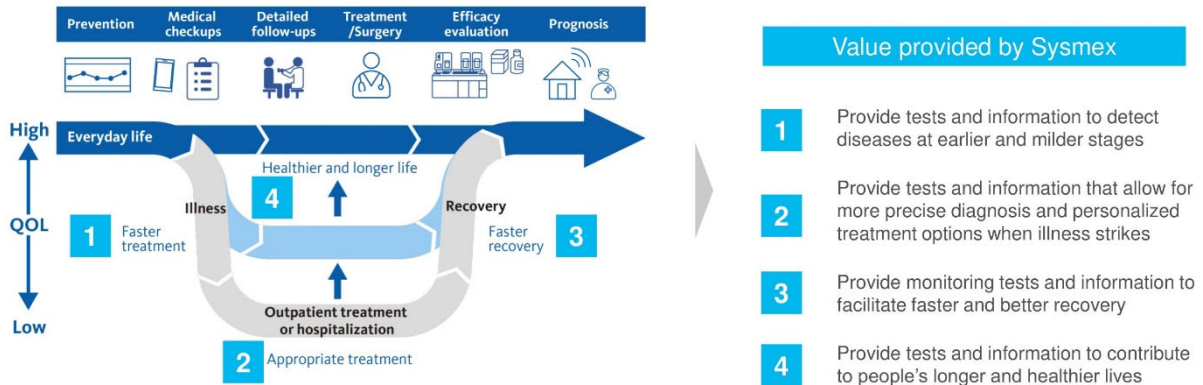 Prevention
Medical
checkups
Detailed
follow-ups
Treatment
/Surgery
Efficacy
evaluation
Prognosis
High
QOL
Low
Everyday life
Healthier and longer life
4
Illness
Recovery
1
Faster
treatment
Faster
recovery
3
Outpatient treatment
or hospitalization
2
Appropriate treatment
Value provided by Sysmex
1
Provide tests and information to detect
diseases at earlier and milder stages
2
Provide tests and information that allow for
more precise diagnosis and personalized
treatment options when illness strikes
3
Provide monitoring tests and information to
facilitate faster and better recovery
4
Provide tests and information to contribute
to people's longer and healthier lives